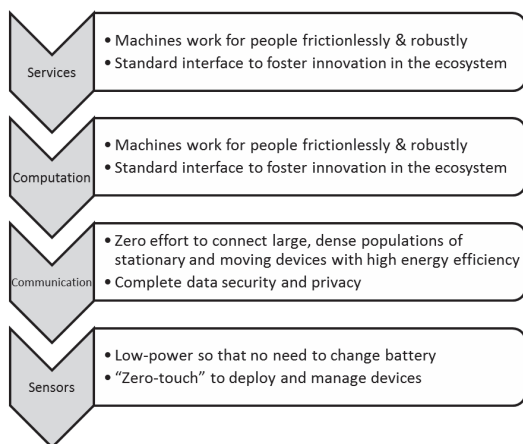 Services
• Machines work for people frictionlessly & robustly
• Standard interface to foster innovation in the ecosystem
Computation
• Machines work for people frictionlessly & robustly
• Standard interface to foster innovation in the ecosystem
Communication
• Zero effort to connect large, dense populations of
stationary and moving devices with high energy efficiency
• Complete data security and privacy
Sensors
• Low-power so that no need to change battery
• “Zero-touch” to deploy and manage devices